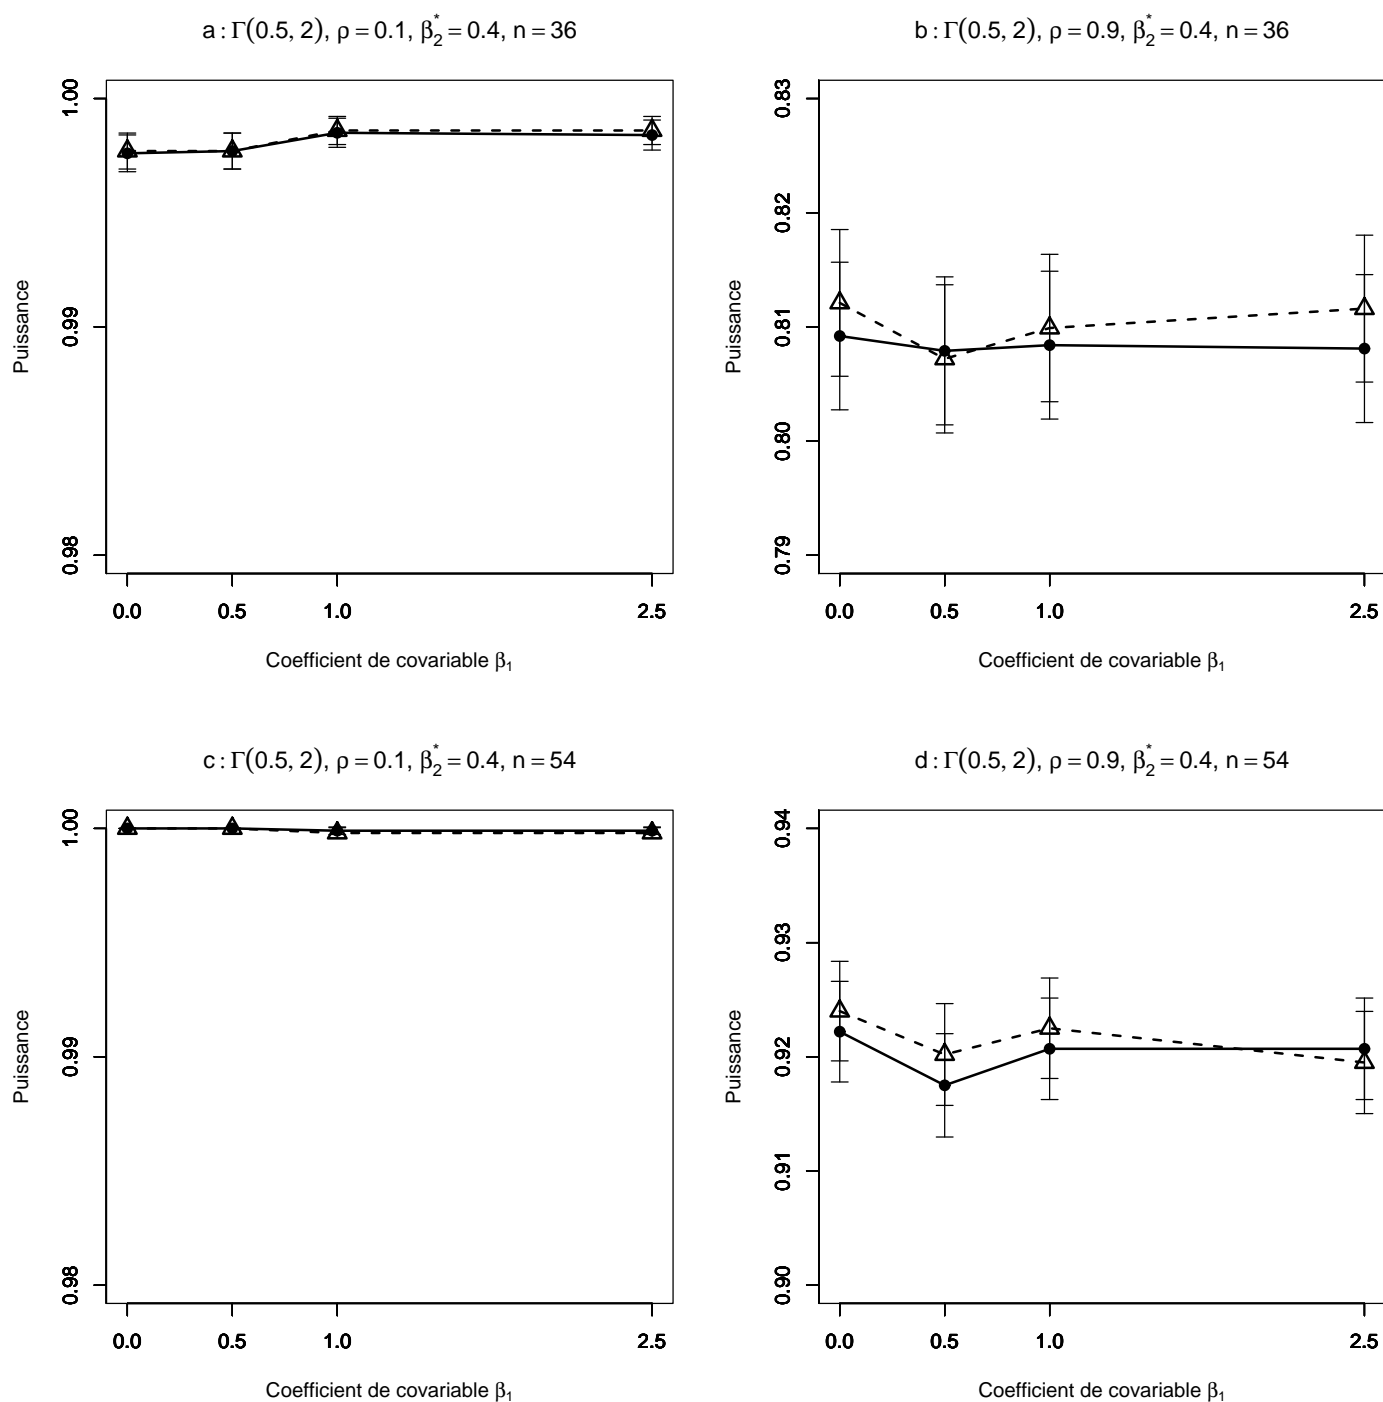 a : Γ(0.5, 2), ρ = 0.1, β₂* = 0.4, n = 36
1.00
0.99
0.98
Puissance
0.0 0.5 1.0 2.5
Coefficient de covariable β₁
b : Γ(0.5, 2), ρ = 0.9, β₂* = 0.4, n = 36
0.83
0.82
0.81
0.80
0.79
Puissance
0.0 0.5 1.0 2.5
Coefficient de covariable β₁
c : Γ(0.5, 2), ρ = 0.1, β₂* = 0.4, n = 54
1.00
0.99
0.98
Puissance
0.0 0.5 1.0 2.5
Coefficient de covariable β₁
d : Γ(0.5, 2), ρ = 0.9, β₂* = 0.4, n = 54
0.94
0.93
0.92
0.91
0.90
Puissance
0.0 0.5 1.0 2.5
Coefficient de covariable β₁